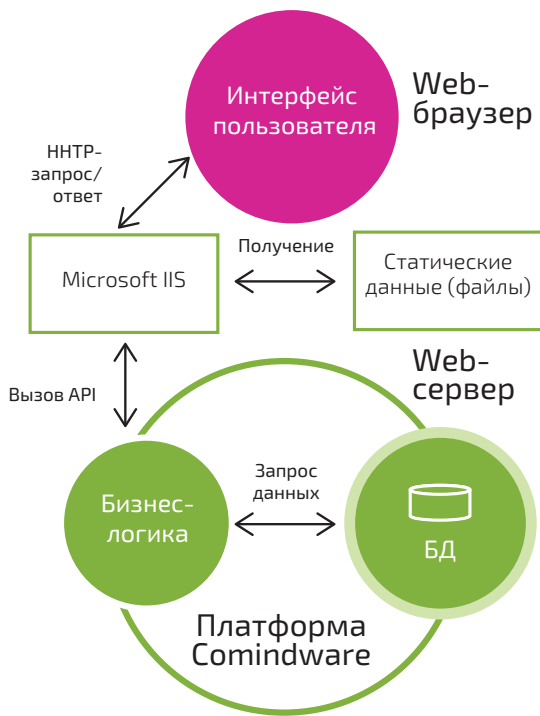 Интерфейс
пользователя
Web-
браузер
ННТР-
запрос/
ответ
Microsoft IIS
Получение
Статические
данные (файлы)
Web-
сервер
Вызов API
Бизнес-
логика
Запрос
данных
БД
Платформа
Comindware